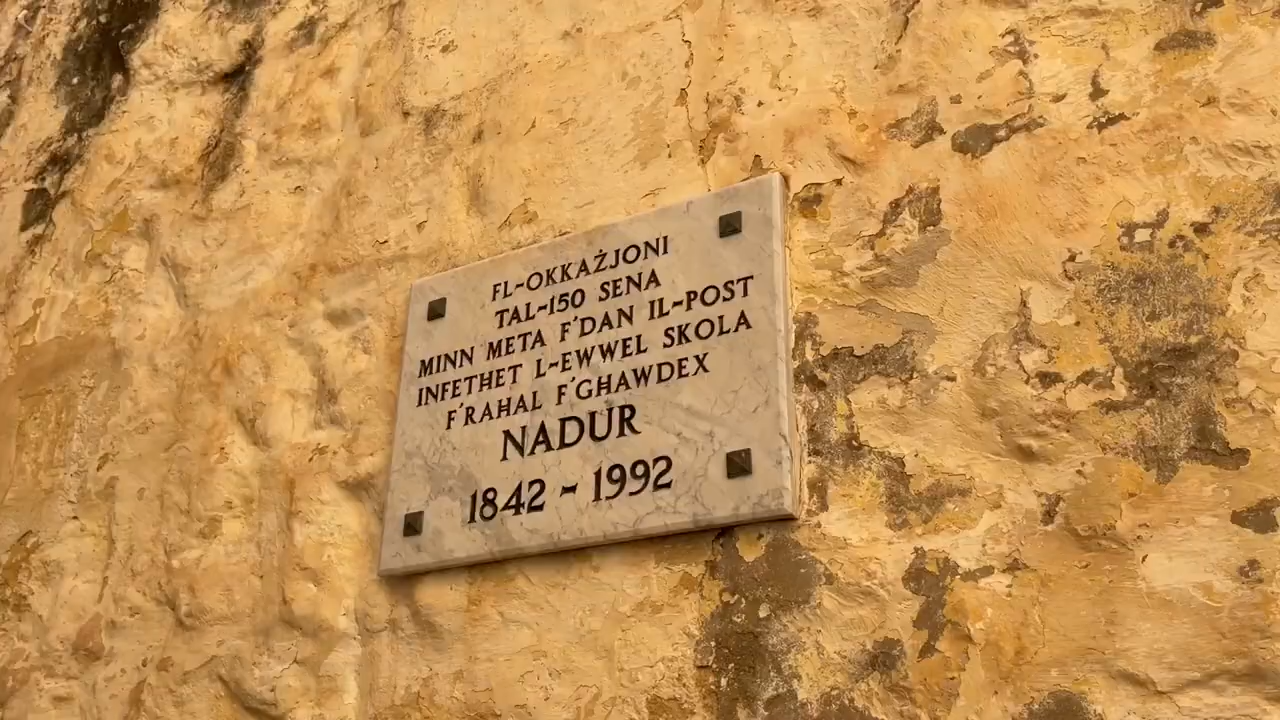 FL-OKKAŻJONI
TAL-150 SENA
MINN META F'DAN IL-POST
INFETHET L-EWWEL SKOLA
F'RAHAL F'GHAWDEX
NADUR
1842 - 1992